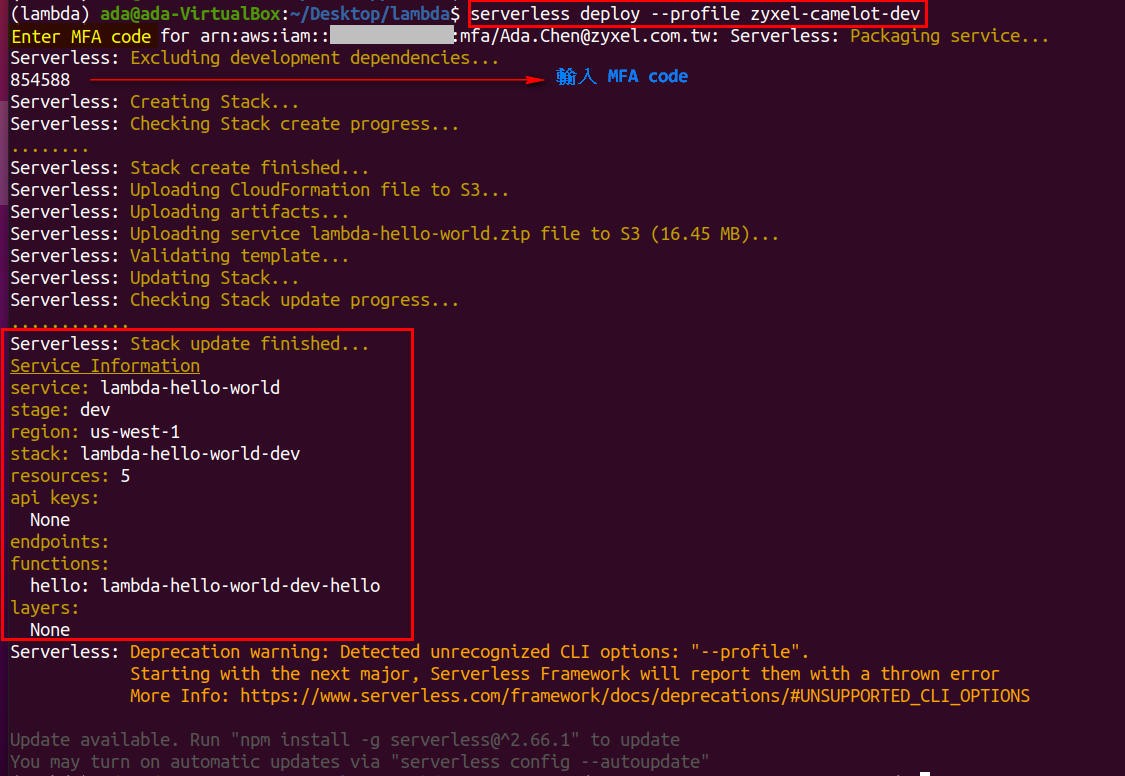 (lambda) ada@ada-VirtualBox:~/Desktop/lambda$ serverless deploy --profile zyxel-camelot-dev
Enter MFA code for arn:aws:iam:: :mfa/Ada.Chen@zyxel.com.tw: Serverless: Packaging service...
Serverless: Excluding development dependencies...
854588 輸入 MFA code
Serverless: Creating Stack...
Serverless: Checking Stack create progress...
........
Serverless: Stack create finished...
Serverless: Uploading CloudFormation file to S3...
Serverless: Uploading artifacts...
Serverless: Uploading service lambda-hello-world.zip file to S3 (16.45 MB)...
Serverless: Validating template...
Serverless: Updating Stack...
Serverless: Checking Stack update progress...
............
Serverless: Stack update finished...
Service Information
service: lambda-hello-world
stage: dev
region: us-west-1
stack: lambda-hello-world-dev
resources: 5
api keys:
  None
endpoints:
functions:
  hello: lambda-hello-world-dev-hello
layers:
  None
Serverless: Deprecation warning: Detected unrecognized CLI options: "--profile".
            Starting with the next major, Serverless Framework will report them with a thrown error
            More Info: https://www.serverless.com/framework/docs/deprecations/#UNSUPPORTED_CLI_OPTIONS
Update available. Run "npm install -g serverless@^2.66.1" to update
You may turn on automatic updates via "serverless config --autoupdate"